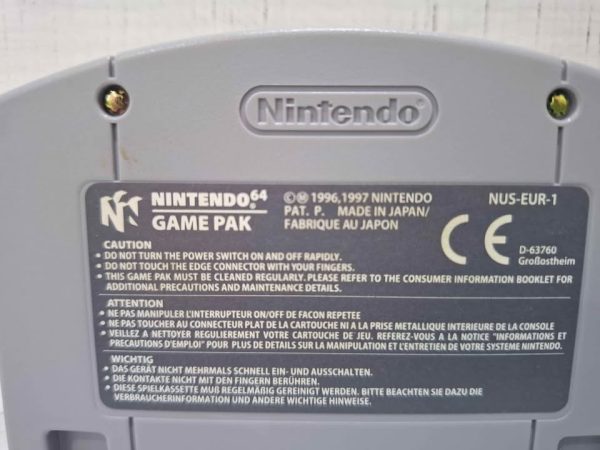 Nintendo
NINTENDO 64
GAME PAK
©Ⓜ 1996,1997 NINTENDO
PAT. P. MADE IN JAPAN/
FABRIQUE AU JAPON
NUS-EUR-1
CE
D-63760
Großostheim
CAUTION
• DO NOT TURN THE POWER SWITCH ON AND OFF RAPIDLY.
• DO NOT TOUCH THE EDGE CONNECTOR WITH YOUR FINGERS.
• THIS GAME PAK MUST BE CLEANED REGULARLY. PLEASE REFER TO THE CONSUMER INFORMATION BOOKLET FOR
ADDITIONAL PRECAUTIONS AND MAINTENANCE DETAILS.
ATTENTION
• NE PAS MANIPULER L'INTERRUPTEUR ON/OFF DE FACON REPETEE
• NE PAS TOUCHER AU CONNECTEUR PLAT DE LA CARTOUCHE NI A LA PRISE METALLIQUE INTERIEURE DE LA CONSOLE
• VEILLEZ A NETTOYER REGULIEREMENT VOTRE CARTOUCHE DE JEU. REFEREZ-VOUS A LA NOTICE "INFORMATIONS ET
PRECAUTIONS D'EMPLOI" POUR PLUS DE DETAILS SUR LA MANIPULATION ET L'ENTRETIEN DE VOTRE SYSTEME NINTENDO.
WICHTIG
• DAS GERÄT NICHT MEHRMALS SCHNELL EIN- UND AUSSCHALTEN.
• DIE KONTAKTE NICHT MIT DEN FINGERN BERÜHREN.
• DIESE SPIELKASSETTE MUß REGELMÄßIG GEREINIGT WERDEN. BITTE BEACHTEN SIE DAZU DIE
VERBRAUCHERINFORMATION UND ANDERE WICHTIGE HINWEISE.